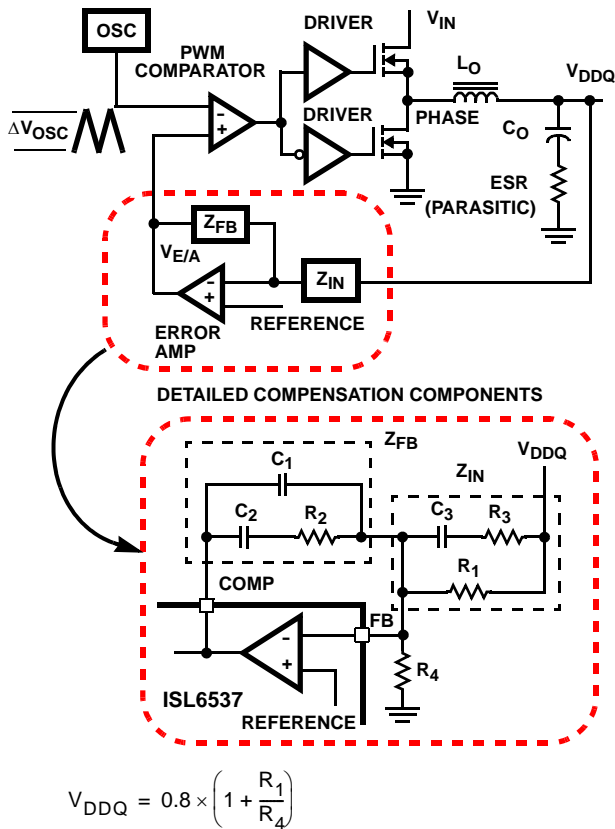 OSC
PWM
COMPARATOR
DRIVER
V_IN
L_O
V_DDQ
ΔV_OSC
-
+
DRIVER
PHASE
C_O
ESR
(PARASITIC)
Z_FB
V_E/A
Z_IN
-
+
REFERENCE
ERROR
AMP
DETAILED COMPENSATION COMPONENTS
Z_FB
V_DDQ
C_1
Z_IN
C_2
R_2
C_3
R_3
R_1
COMP
FB
-
+
R_4
ISL6537
REFERENCE
V_DDQ = 0.8 × (1 + R_1/R_4)